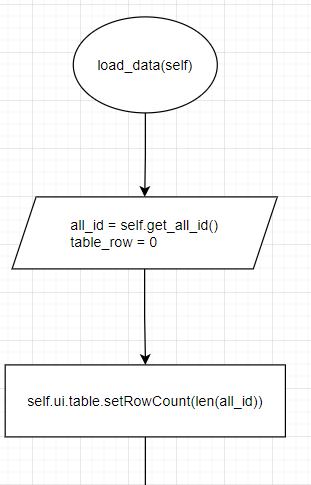 load_data(self)
all_id = self.get_all_id()
table_row = 0
self.ui.table.setRowCount(len(all_id))